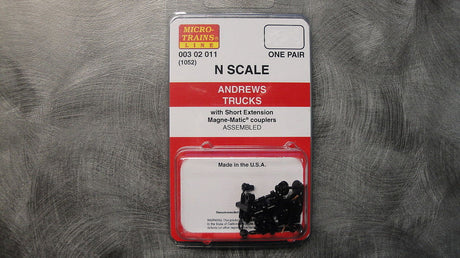 MICRO-
TRAINS®
LINE
003 02 011
(1052)
ONE PAIR
N SCALE
ANDREWS
TRUCKS
with Short Extension
Magne-Matic® couplers
ASSEMBLED
Made in the U.S.A.